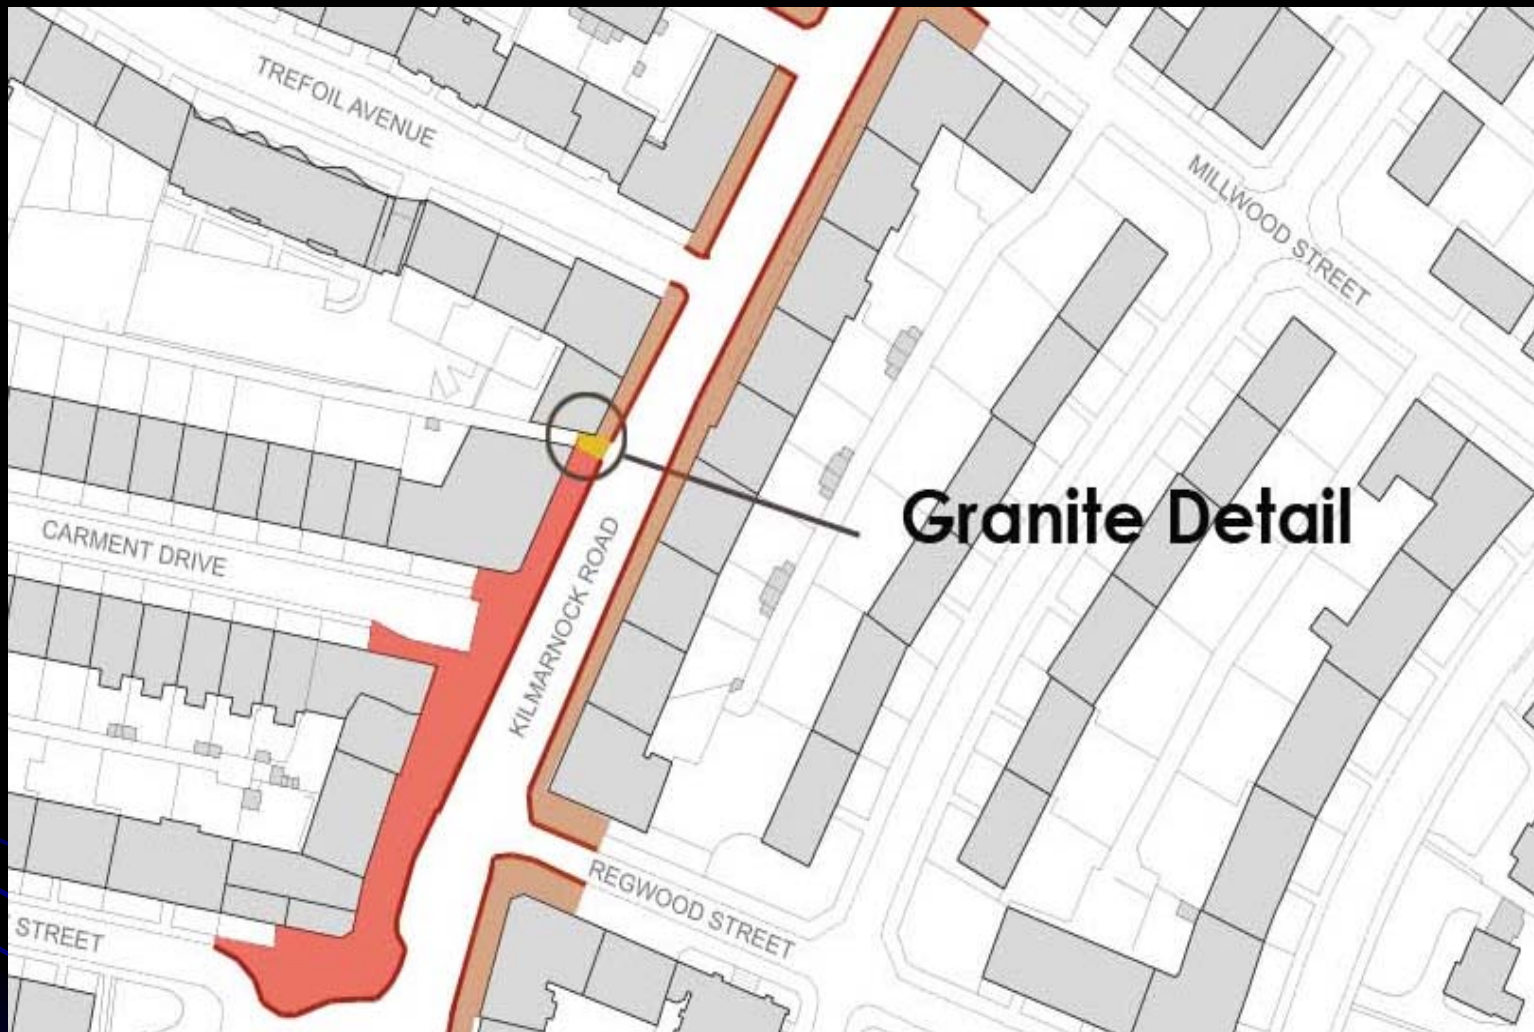 TREFOIL AVENUE
MILLWOOD STREET
Granite Detail
CARMENT DRIVE
KILMARNOCK ROAD
REGWOOD STREET
STREET